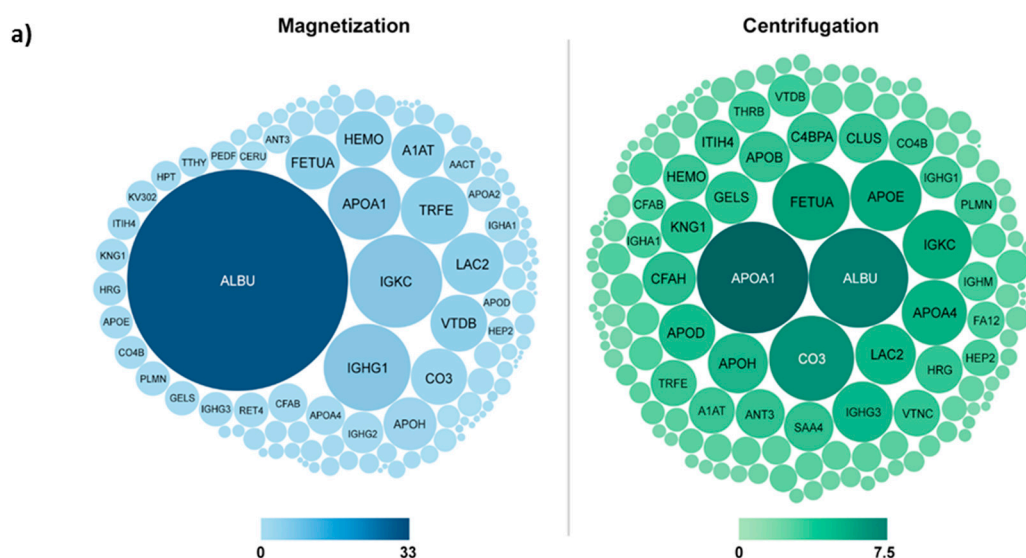 a)
Magnetization
Centrifugation
ANT3
HEMO
A1AT
CERU
PEDF
FETUA
AACT
TTHY
HPT
APOA1
TRFE
APOA2
KV302
IGHA1
ITIH4
KNG1
ALBU
IGKC
LAC2
HRG
APOD
APOE
VTDB
HEP2
CO4B
PLMN
IGHG1
CO3
GELS
IGHG3
RET4
CFAB
APOA4
IGHG2
APOH
0
33
VTDB
THRB
ITIH4
APOB
C4BPA
CLUS
CO4B
HEMO
GELS
FETUA
APOE
IGHG1
CFAB
PLMN
KNG1
IGHA1
IGKC
CFAH
APOA1
ALBU
IGHM
APOD
APOA4
FA12
APOH
CO3
LAC2
HRG
HEP2
TRFE
A1AT
ANT3
SAA4
IGHG3
VTNC
0
7.5